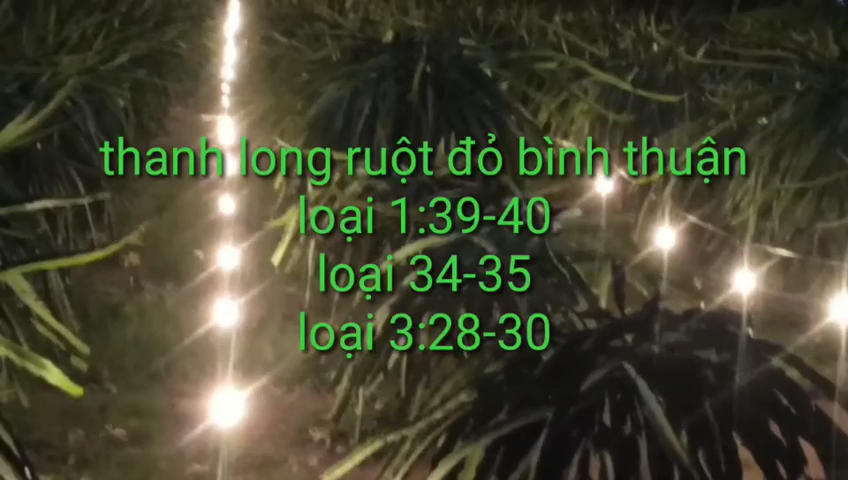 thanh long ruột đỏ bình thuận
loại 1:39-40
loại 34-35
loại 3:28-30